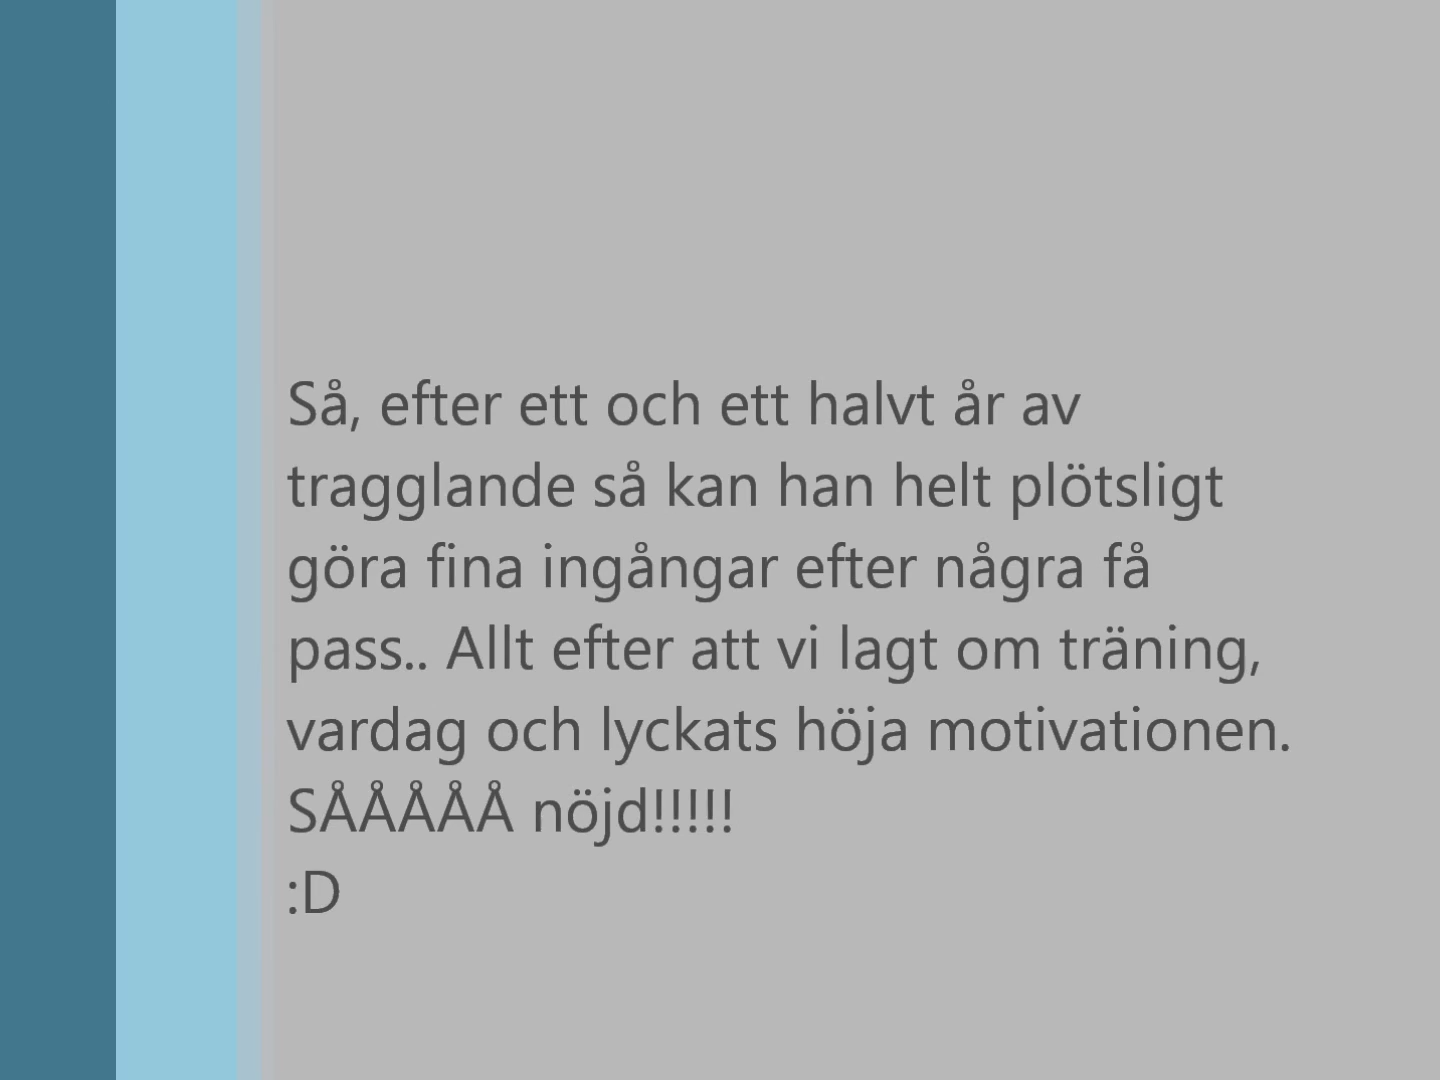 Så, efter ett och ett halvt år av
tragglande så kan han helt plötsligt
göra fina ingångar efter några få
pass.. Allt efter att vi lagt om träning,
vardag och lyckats höja motivationen.
SÅÅÅÅÅ nöjd!!!!!
:D